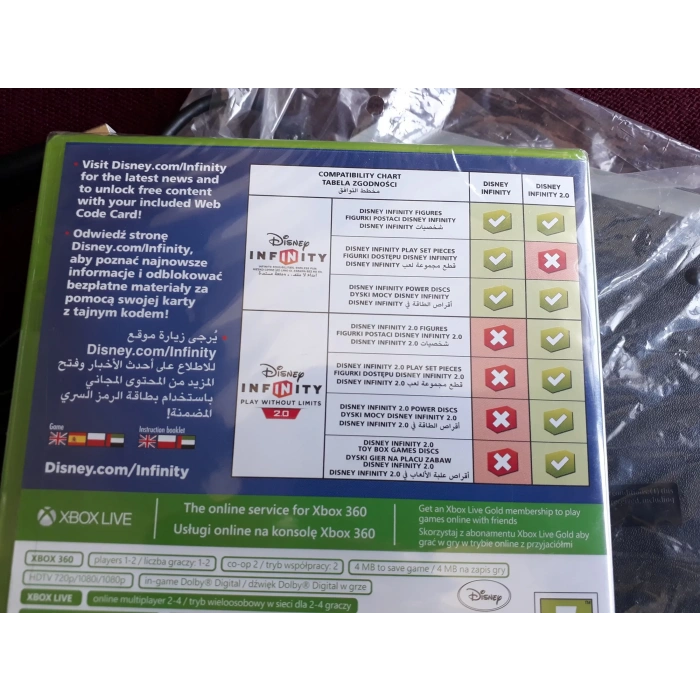 • Visit Disney.com/Infinity
for the latest news and
to unlock free content
with your included Web
Code Card!
• Odwiedź stronę
Disney.com/Infinity,
aby poznać najnowsze
informacje i odblokować
bezpłatne materiały za
pomocą swojej karty
z tajnym kodem!
• يُرجى زيارة موقع
Disney.com/Infinity
للاطلاع على أحدث الأخبار وفتح
المزيد من المحتوى المجاني
باستخدام بطاقة الرمز السري
المضمنة!
Game
Instruction booklet
Disney.com/Infinity
COMPATIBILITY CHART
TABELA ZGODNOŚCI
مخطط التوافق
DISNEY
INFINITY
DISNEY
INFINITY 2.0
Disney
INFINITY
DISNEY INFINITY FIGURES
FIGURKI POSTACI DISNEY INFINITY
شخصيات DISNEY INFINITY
DISNEY INFINITY PLAY SET PIECES
FIGURKI DOSTĘPU DISNEY INFINITY
قطع مجموعة لعب DISNEY INFINITY
DISNEY INFINITY POWER DISCS
DYSKI MOCY DISNEY INFINITY
أقراص الطاقة في DISNEY INFINITY
Disney
INFINITY
PLAY WITHOUT LIMITS
2.0
DISNEY INFINITY 2.0 FIGURES
FIGURKI POSTACI DISNEY INFINITY 2.0
شخصيات DISNEY INFINITY 2.0
DISNEY INFINITY 2.0 PLAY SET PIECES
FIGURKI DOSTĘPU DISNEY INFINITY 2.0
قطع مجموعة لعب DISNEY INFINITY 2.0
DISNEY INFINITY 2.0 POWER DISCS
DYSKI MOCY DISNEY INFINITY 2.0
أقراص الطاقة في DISNEY INFINITY 2.0
DISNEY INFINITY 2.0
TOY BOX GAMES DISCS
DYSKI GIER NA PLACU ZABAW
DISNEY INFINITY 2.0
أقراص علبة الألعاب في DISNEY INFINITY 2.0
XBOX LIVE
The online service for Xbox 360
Usługi online na konsolę Xbox 360
Get an Xbox Live Gold membership to play
games online with friends
Skorzystaj z abonamentu Xbox Live Gold aby
grać w gry w trybie online z przyjaciółmi
XBOX 360
players 1-2 / liczba graczy: 1-2
co-op 2 / tryb współpracy: 2
4 MB to save game / 4 MB na zapis gry
HDTV 720p/1080i/1080p
in-game Dolby® Digital / dźwięk Dolby® Digital w grze
XBOX LIVE
online multiplayer 2-4 / tryb wieloosobowy w sieci dla 2-4 graczy
Disney